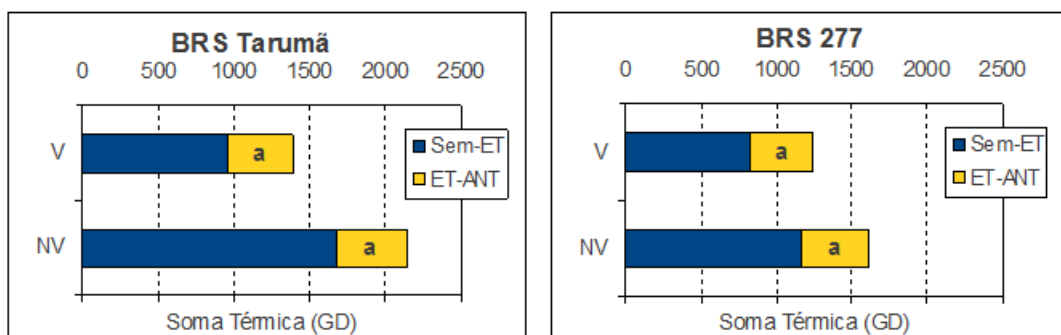 BRS Tarumã
0 500 1000 1500 2000 2500
V a
Sem-ET
ET-ANT
NV a
Soma Térmica (GD)
BRS 277
0 500 1000 1500 2000 2500
V a
Sem-ET
ET-ANT
NV a
Soma Térmica (GD)